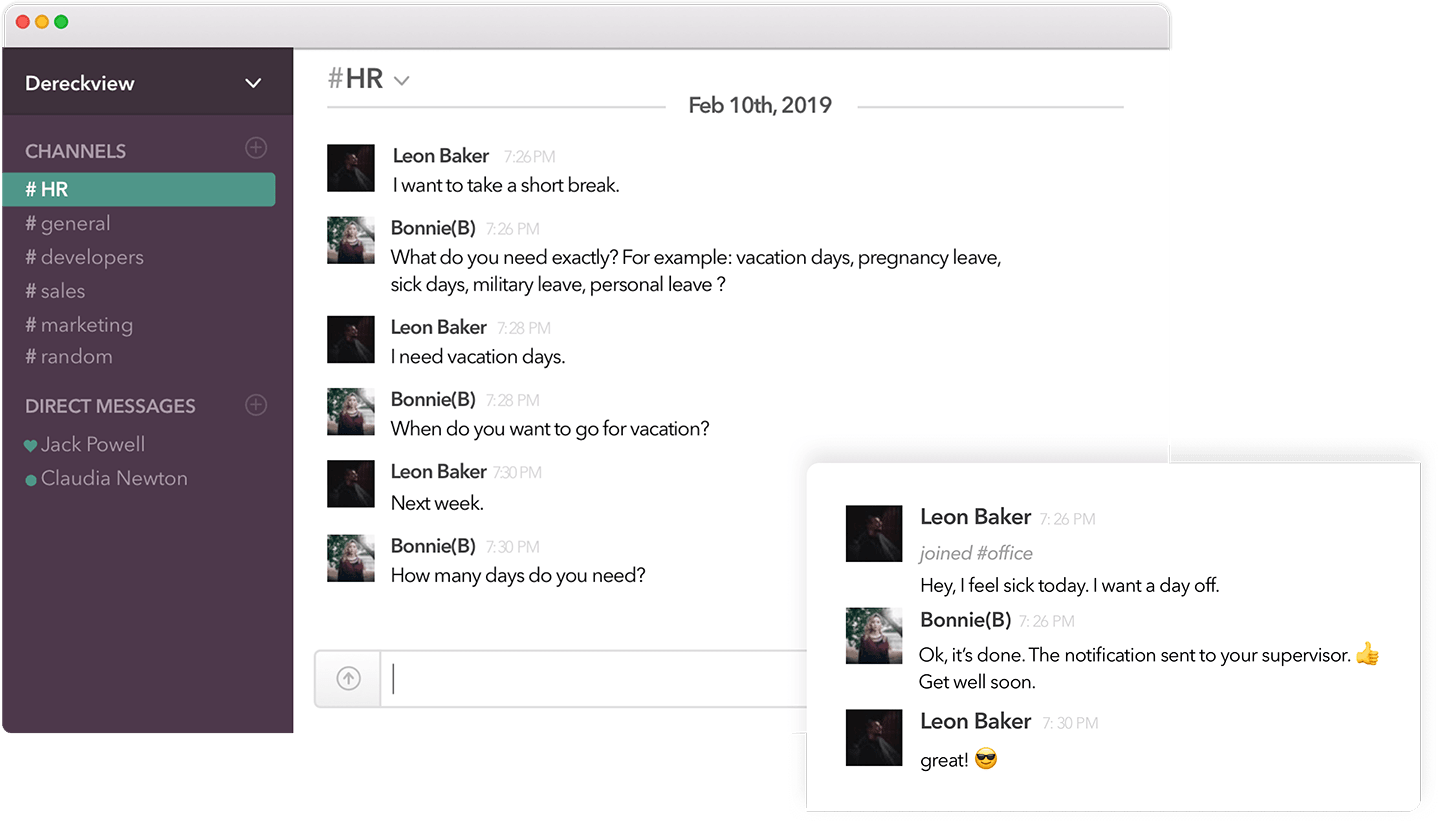 Dereckview
CHANNELS
# HR
# general
# developers
# sales
# marketing
# random
DIRECT MESSAGES
Jack Powell
Claudia Newton
#HR
Feb 10th, 2019
Leon Baker 7:26 PM
I want to take a short break.
Bonnie(B) 7:26 PM
What do you need exactly? For example: vacation days, pregnancy leave,
sick days, military leave, personal leave ?
Leon Baker 7:28 PM
I need vacation days.
Bonnie(B) 7:28 PM
When do you want to go for vacation?
Leon Baker 7:30 PM
Next week.
Bonnie(B) 7:30 PM
How many days do you need?
Leon Baker 7: 26 PM
joined #office
Hey, I feel sick today. I want a day off.
Bonnie(B) 7: 26 PM
Ok, it's done. The notification sent to your supervisor. 👍
Get well soon.
Leon Baker 7: 30 PM
great! 😎